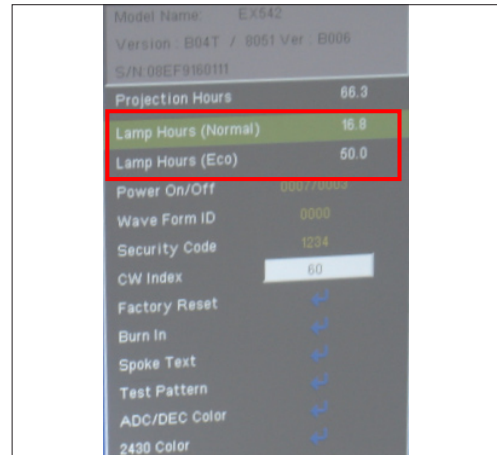 Model Name: EX542
Version : B04T / 8051 Ver : B006
S/N:08EF9160111
Projection Hours 66.3
Lamp Hours (Normal) 16.8
Lamp Hours (Eco) 50.0
Power On/Off 0007/0003
Wave Form ID 0000
Security Code 1234
CW Index 60
Factory Reset
Burn In
Spoke Text
Test Pattern
ADC/DEC Color
2430 Color